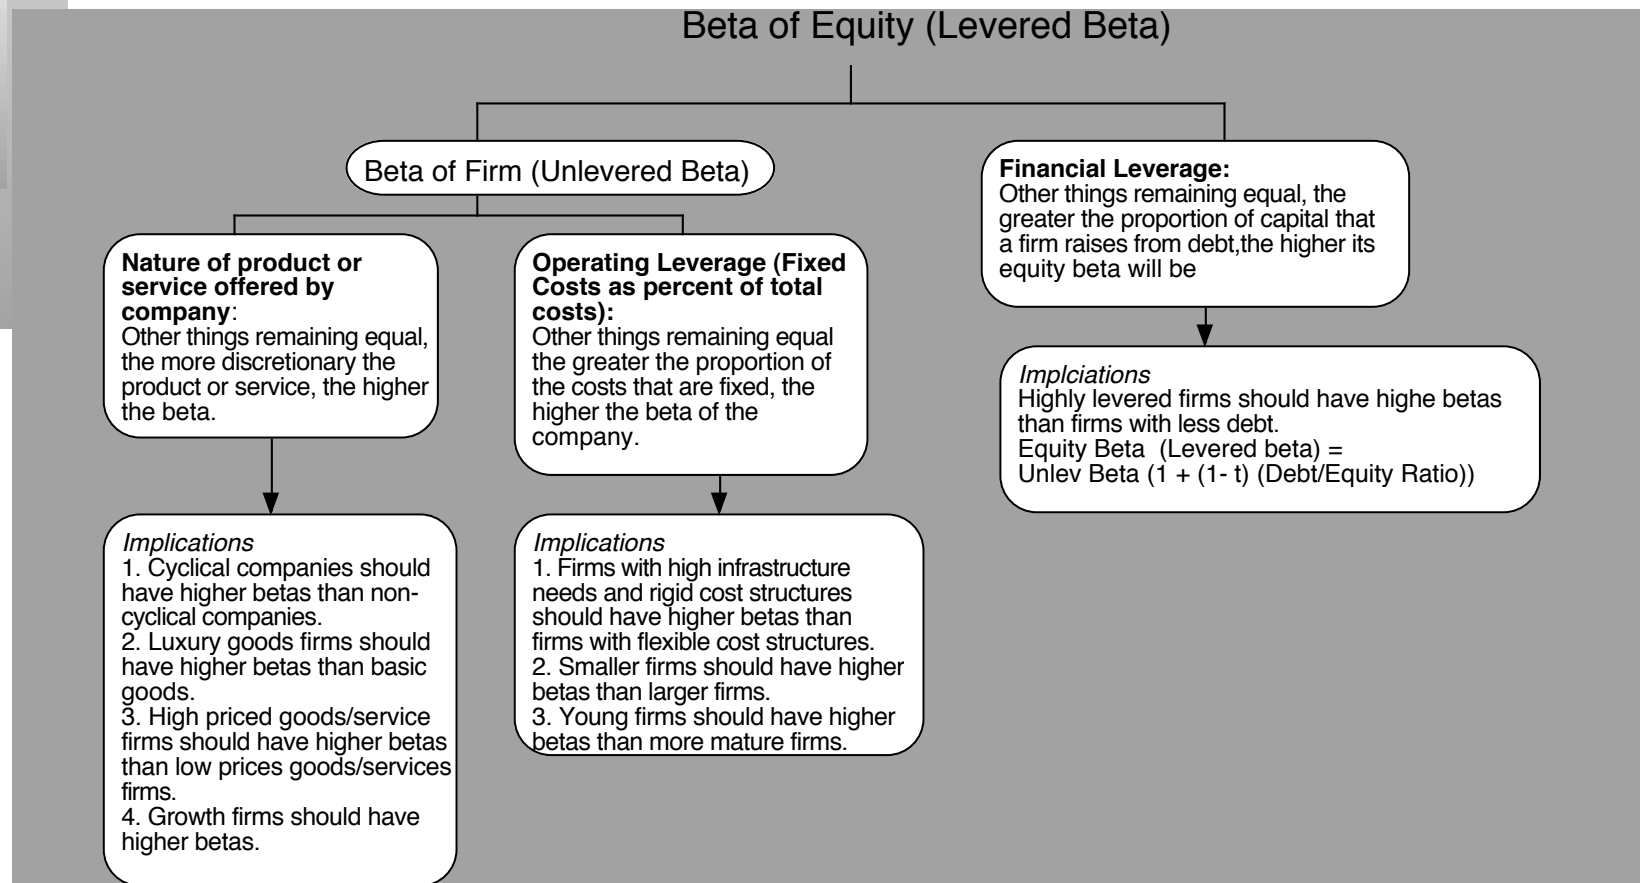 Beta of Equity (Levered Beta)
Beta of Firm (Unlevered Beta)
Nature of product or
service offered by
company:
Other things remaining equal,
the more discretionary the
product or service, the higher
the beta.
Operating Leverage (Fixed
Costs as percent of total
costs):
Other things remaining equal
the greater the proportion of
the costs that are fixed, the
higher the beta of the
company.
Financial Leverage:
Other things remaining equal, the
greater the proportion of capital that
a firm raises from debt,the higher its
equity beta will be
Implciations
Highly levered firms should have highe betas
than firms with less debt.
Equity Beta (Levered beta) =
Unlev Beta (1 + (1- t) (Debt/Equity Ratio))
Implications
1. Cyclical companies should
have higher betas than non-
cyclical companies.
2. Luxury goods firms should
have higher betas than basic
goods.
3. High priced goods/service
firms should have higher betas
than low prices goods/services
firms.
4. Growth firms should have
higher betas.
Implications
1. Firms with high infrastructure
needs and rigid cost structures
should have higher betas than
firms with flexible cost structures.
2. Smaller firms should have higher
betas than larger firms.
3. Young firms should have higher
betas than more mature firms.